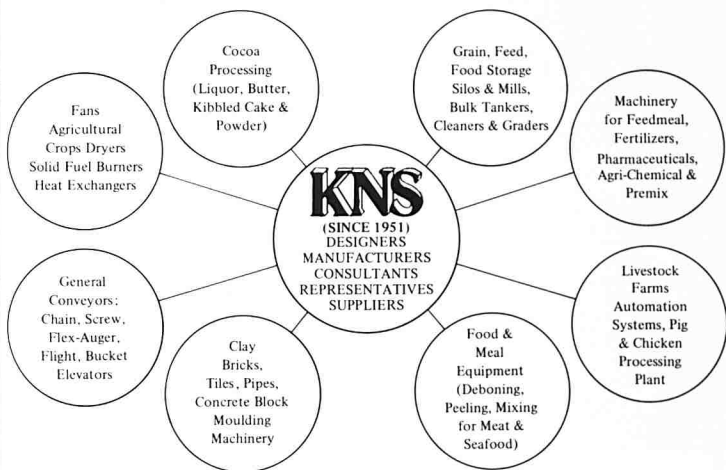 Cocoa
Processing
(Liquor, Butter,
Kibbled Cake &
Powder)
Grain, Feed,
Food Storage
Silos & Mills,
Bulk Tankers,
Cleaners & Graders
Fans
Agricultural
Crops Dryers
Solid Fuel Burners
Heat Exchangers
Machinery
for Feedmeal,
Fertilizers,
Pharmaceuticals,
Agri-Chemical &
Premix
KNS
(SINCE 1951)
DESIGNERS
MANUFACTURERS
CONSULTANTS
REPRESENTATIVES
SUPPLIERS
General
Conveyors:
Chain, Screw,
Flex-Auger,
Flight, Bucket
Elevators
Livestock
Farms
Automation
Systems, Pig
& Chicken
Processing
Plant
Clay
Bricks,
Tiles, Pipes,
Concrete Block
Moulding
Machinery
Food &
Meal
Equipment
(Deboning,
Peeling, Mixing
for Meat &
Seafood)